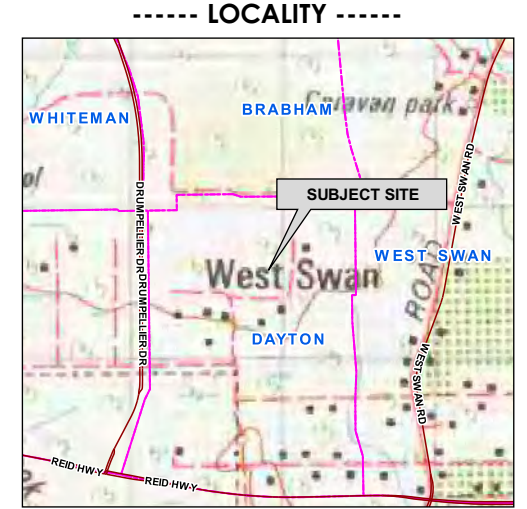 ------ LOCALITY ------
WHITEMAN
BRABHAM
Caravan park
SUBJECT SITE
DRUMPELLIER DR
DRUMPELLIER DR
WEST SWAN RD
WEST SWAN
West Swan
ROAD
DAYTON
WEST SWAN RD
REID HWY
REID HWY